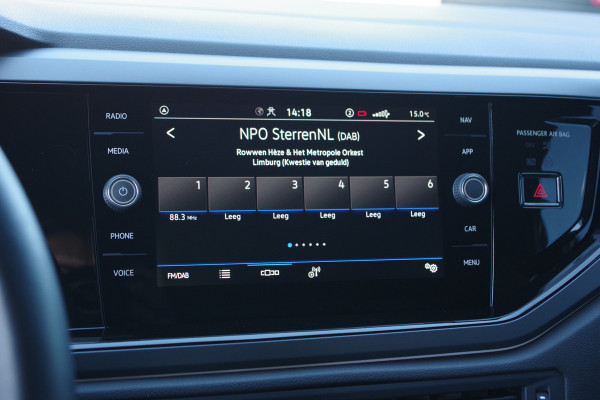 RADIO
MEDIA
PHONE
VOICE
14:18
2
15.0°C
< NPO SterrenNL (DAB) >
Rowwen Hèze & Het Metropole Orkest
Limburg (Kwestie van geduld)
1 2 3 4 5 6
88.3 MHz Leeg Leeg Leeg Leeg Leeg
FM/DAB
NAV
APP
CAR
MENU
PASSENGER AIR BAG